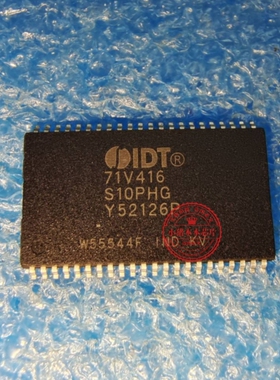 IDT®
71V416
S10PHG
Y52126P
W55544F IND KV